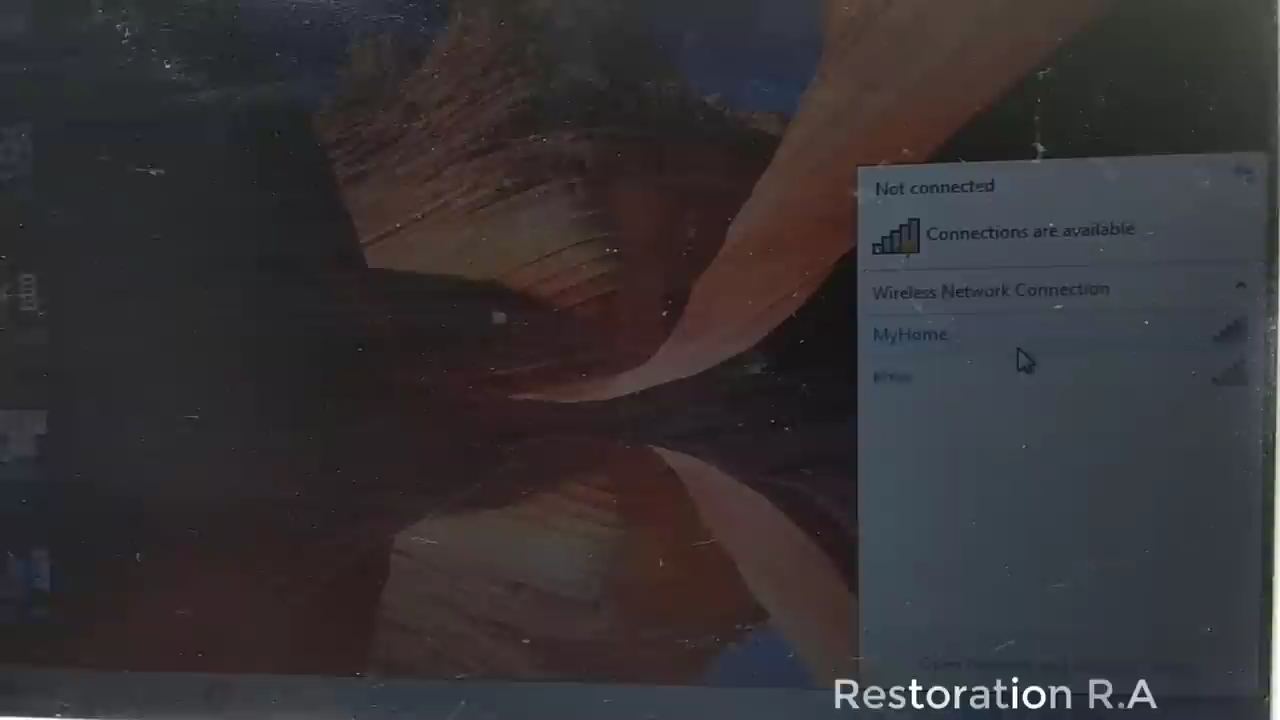 Not connected
Connections are available
Wireless Network Connection
MyHome
Restoration R.A